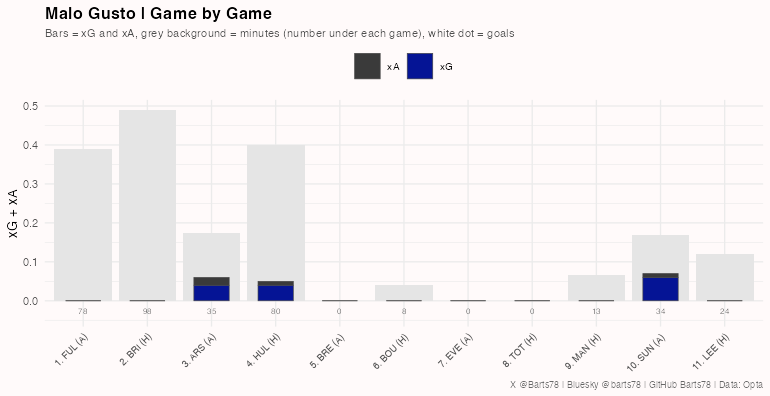 Malo Gusto | Game by Game
Bars = xG and xA, grey background = minutes (number under each game), white dot = goals
xA xG
xG + xA
0.5
0.4
0.3
0.2
0.1
0.0
78 98 35 80 0 8 0 0 13 34 24
1. FUL (A) 2. BRI (H) 3. ARS (A) 4. HUL (H) 5. BRE (A) 6. BOU (H) 7. EVE (A) 8. TOT (H) 9. MAN (H) 10. SUN (A) 11. LEE (H)
X @Barts78 | Bluesky @barts78 | GitHub Barts78 | Data: Opta